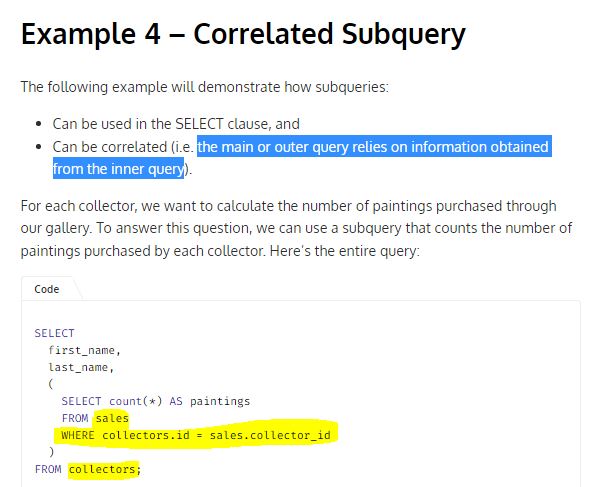 Example 4 – Correlated Subquery
The following example will demonstrate how subqueries:
• Can be used in the SELECT clause, and
• Can be correlated (i.e. the main or outer query relies on information obtained
from the inner query).
For each collector, we want to calculate the number of paintings purchased through
our gallery. To answer this question, we can use a subquery that counts the number of
paintings purchased by each collector. Here's the entire query:
Code
SELECT
first_name,
last_name,
(
SELECT count(*) AS paintings
FROM sales
WHERE collectors.id = sales.collector_id
)
FROM collectors;